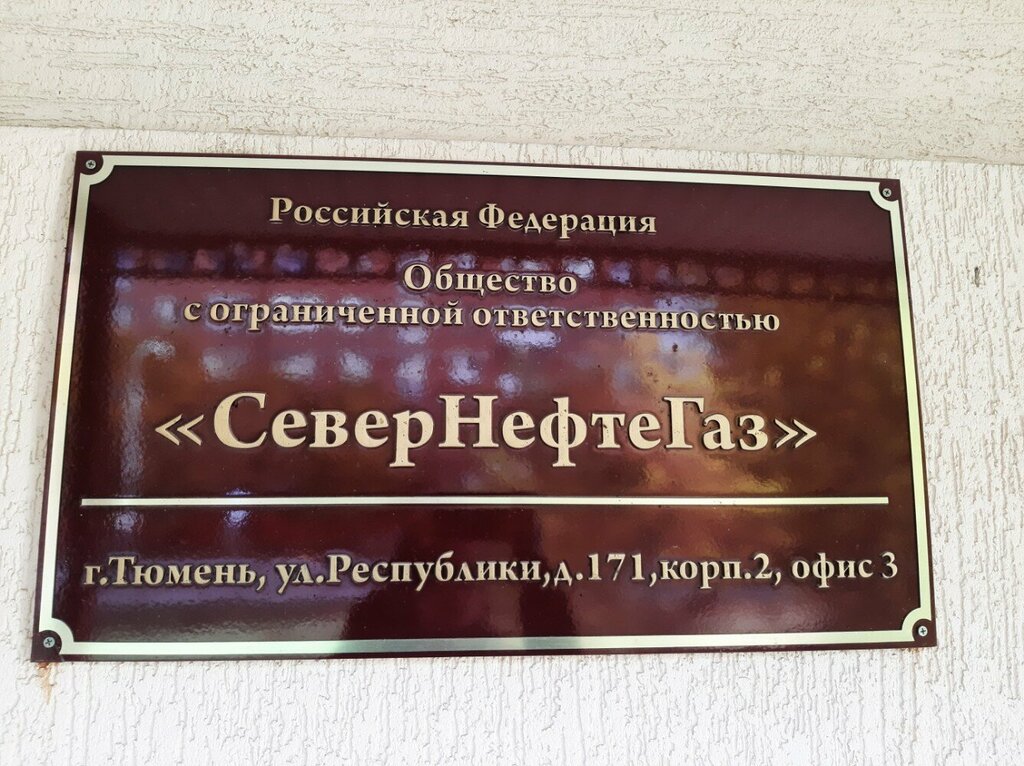 Российская Федерация
Общество
с ограниченной ответственностью
«СеверНефтеГаз»
г.Тюмень, ул.Республики,д.171,корп.2, офис 3